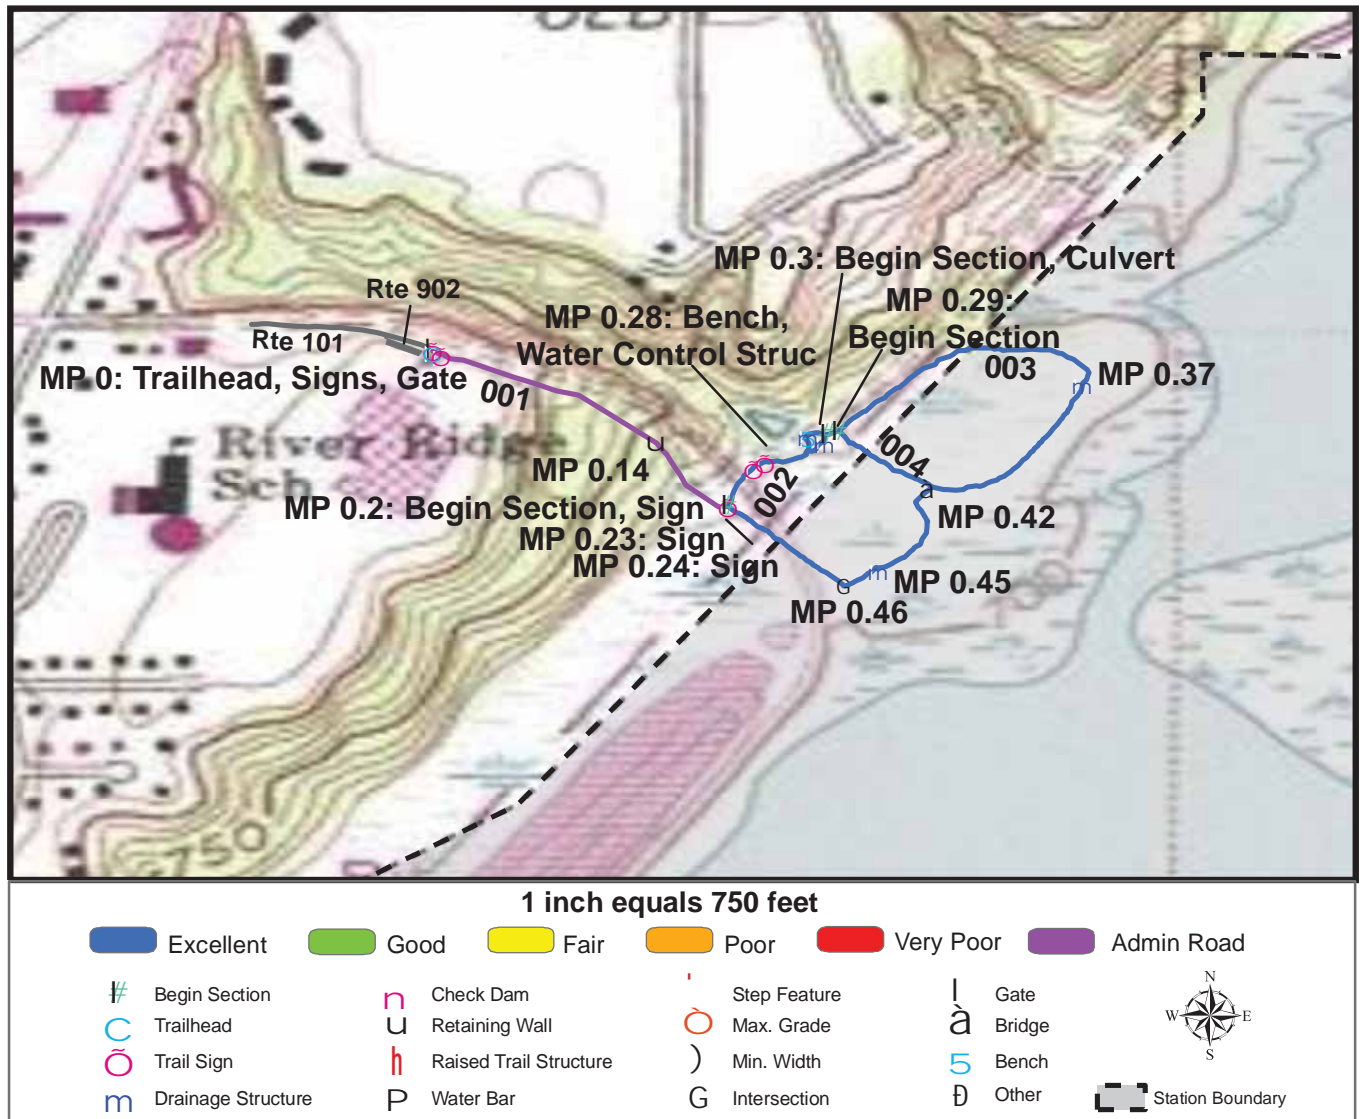 MP 0.3: Begin Section, Culvert
Rte 902
MP 0.29:
Begin Section
MP 0.28: Bench,
Water Control Struc
Rte 101
MP 0: Trailhead, Signs, Gate
001
003
MP 0.37
River Ridge
Sch
u
MP 0.14
004
a
MP 0.42
002
MP 0.2: Begin Section, Sign
MP 0.23: Sign
MP 0.24: Sign
m
MP 0.45
G
MP 0.46
750
1 inch equals 750 feet
Excellent
Good
Fair
Poor
Very Poor
Admin Road
Begin Section
n Check Dam
Step Feature
Gate
C Trailhead
u Retaining Wall
Ò Max. Grade
à Bridge
Õ Trail Sign
h Raised Trail Structure
) Min. Width
5 Bench
m Drainage Structure
P Water Bar
G Intersection
Ð Other
N
W E
S
Station Boundary